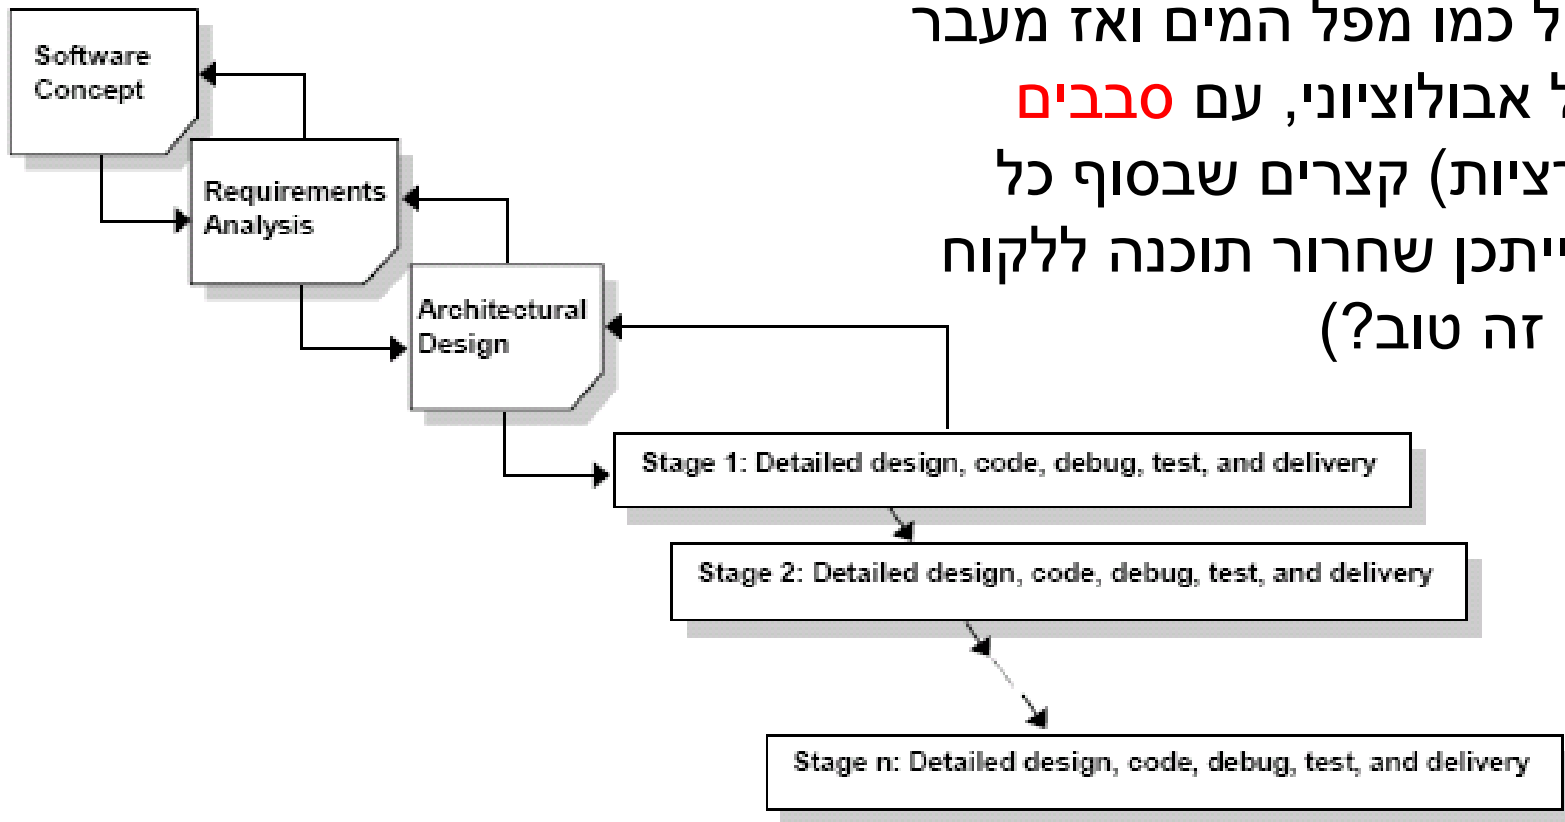 ל כמו מפל המים ואז מעבר
ל אבולוציוני, עם סבבים
רציות) קצרים שבסוף כל
ייתכן שחרור תוכנה ללקוח
זה טוב?)
Software
Concept
Requirements
Analysis
Architectural
Design
Stage 1: Detailed design, code, debug, test, and delivery
Stage 2: Detailed design, code, debug, test, and delivery
Stage n: Detailed design, code, debug, test, and delivery